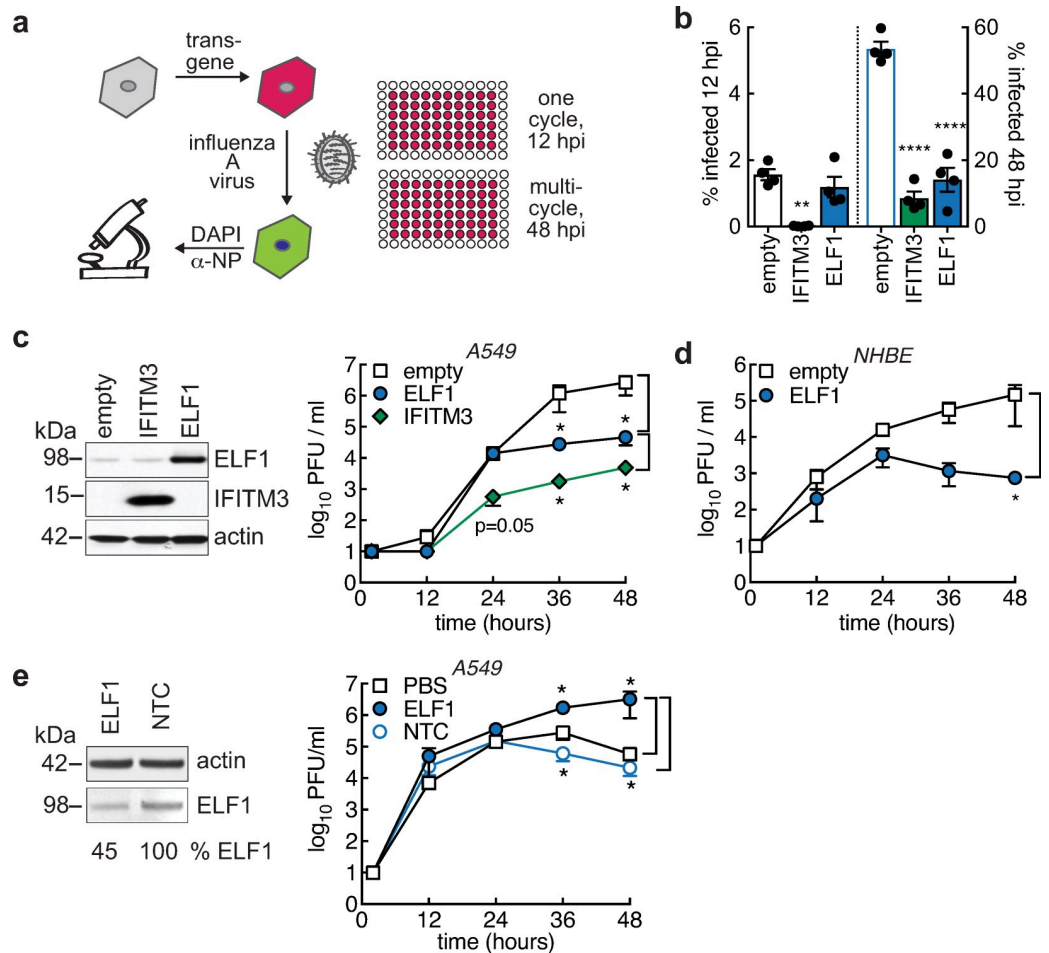 a
trans-
gene
influenza
A
virus
DAPI
α-NP
one
cycle,
12 hpi
multi-
cycle,
48 hpi
b
% infected 12 hpi
6
4
2
0
**
****
****
60
40
20
0
% infected 48 hpi
empty
IFITM3
ELF1
empty
IFITM3
ELF1
c
empty
IFITM3
ELF1
kDa
98
ELF1
15
IFITM3
42
actin
A549
log10 PFU / ml
7
6
5
4
3
2
1
0
empty
ELF1
IFITM3
*
*
*
*
p=0.05
0
12
24
36
48
time (hours)
d
NHBE
log10 PFU / ml
6
5
4
3
2
1
0
empty
ELF1
*
0
12
24
36
48
time (hours)
e
ELF1
NTC
kDa
42
actin
98
ELF1
45 100 % ELF1
A549
log10 PFU/ml
7
6
5
4
3
2
1
0
PBS
ELF1
NTC
*
*
*
*
0
12
24
36
48
time (hours)